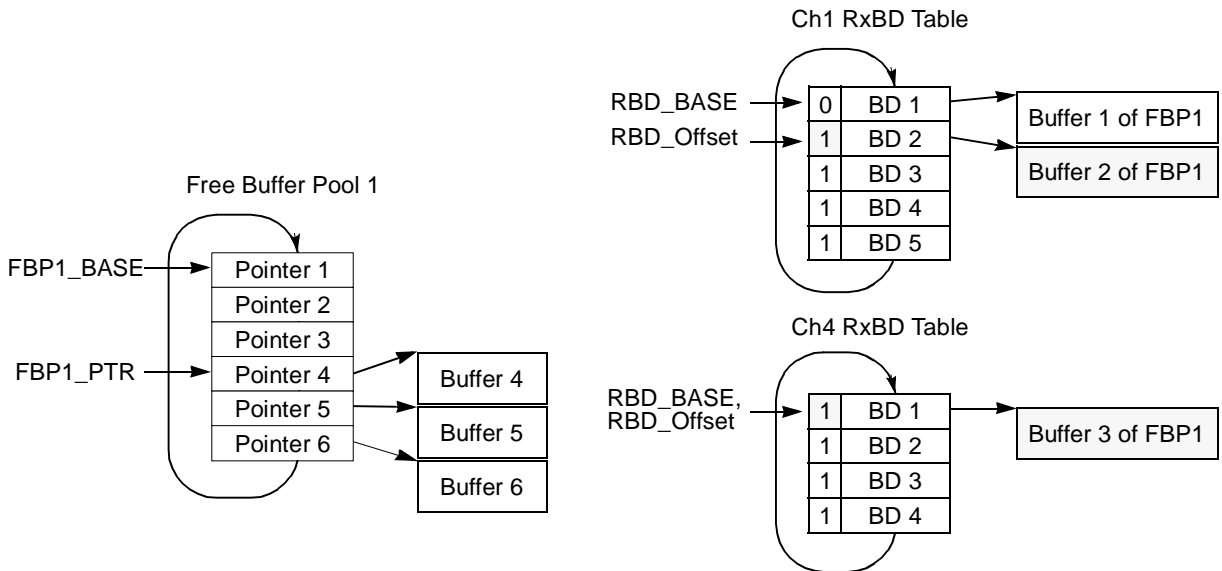 Free Buffer Pool 1
FBP1_BASE
Pointer 1
Pointer 2
Pointer 3
FBP1_PTR
Pointer 4
Pointer 5
Pointer 6
Buffer 4
Buffer 5
Buffer 6
Ch1 RxBD Table
RBD_BASE
0 BD 1
RBD_Offset
1 BD 2
1 BD 3
1 BD 4
1 BD 5
Buffer 1 of FBP1
Buffer 2 of FBP1
Ch4 RxBD Table
RBD_BASE,
RBD_Offset
1 BD 1
1 BD 2
1 BD 3
1 BD 4
Buffer 3 of FBP1